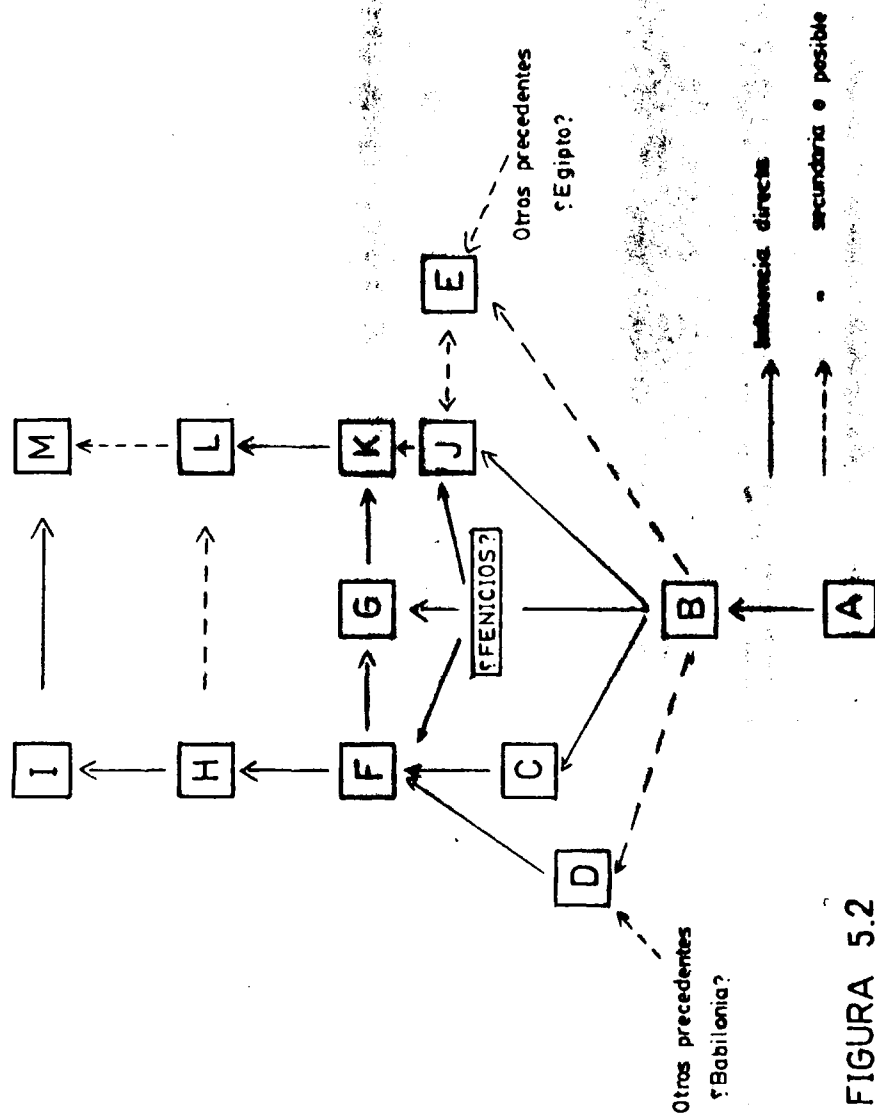 I M
H L
F G K
J E
¿FENICIOS?
C
Otros precedentes
¿Egipto?
D
B
Otros precedentes
¿Babilonia?
Influencia directa
" secundaria o posible
A
FIGURA 5.2